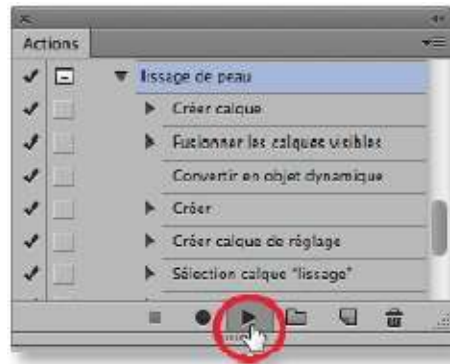 Actions
lissage de peau
Créer calque
Fusionner les calques visibles
Convertir en objet dynamique
Créer
Créer calque de réglage
Sélection calque "lissage"